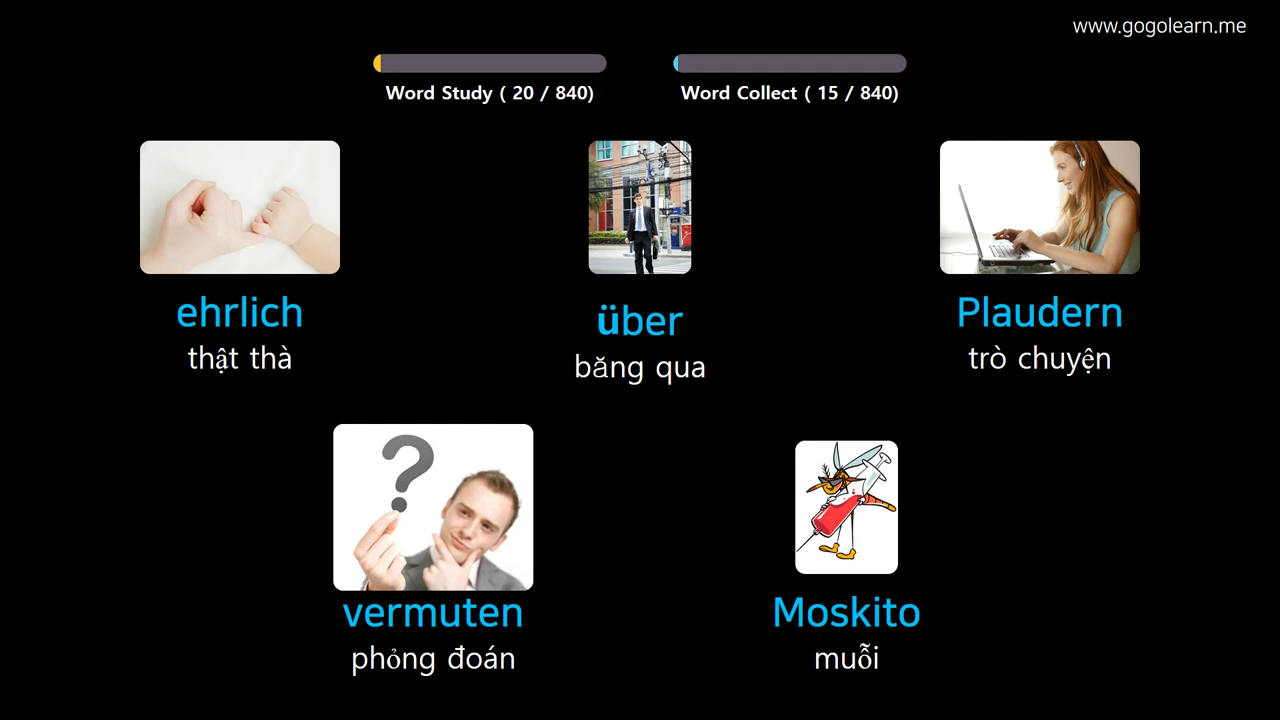 www.gogolearn.me
Word Study ( 20 / 840)
Word Collect ( 15 / 840)
ehrlich
thật thà
über
băng qua
Plaudern
trò chuyện
vermuten
phỏng đoán
Moskito
muỗi